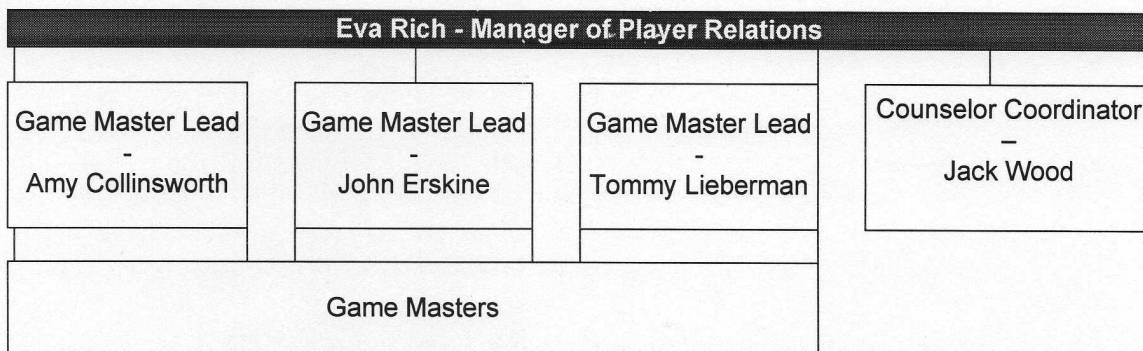 Eva Rich - Manager of Player Relations
Game Master Lead
-
Amy Collinsworth
Game Master Lead
-
John Erskine
Game Master Lead
-
Tommy Lieberman
Counselor Coordinator
–
Jack Wood
Game Masters